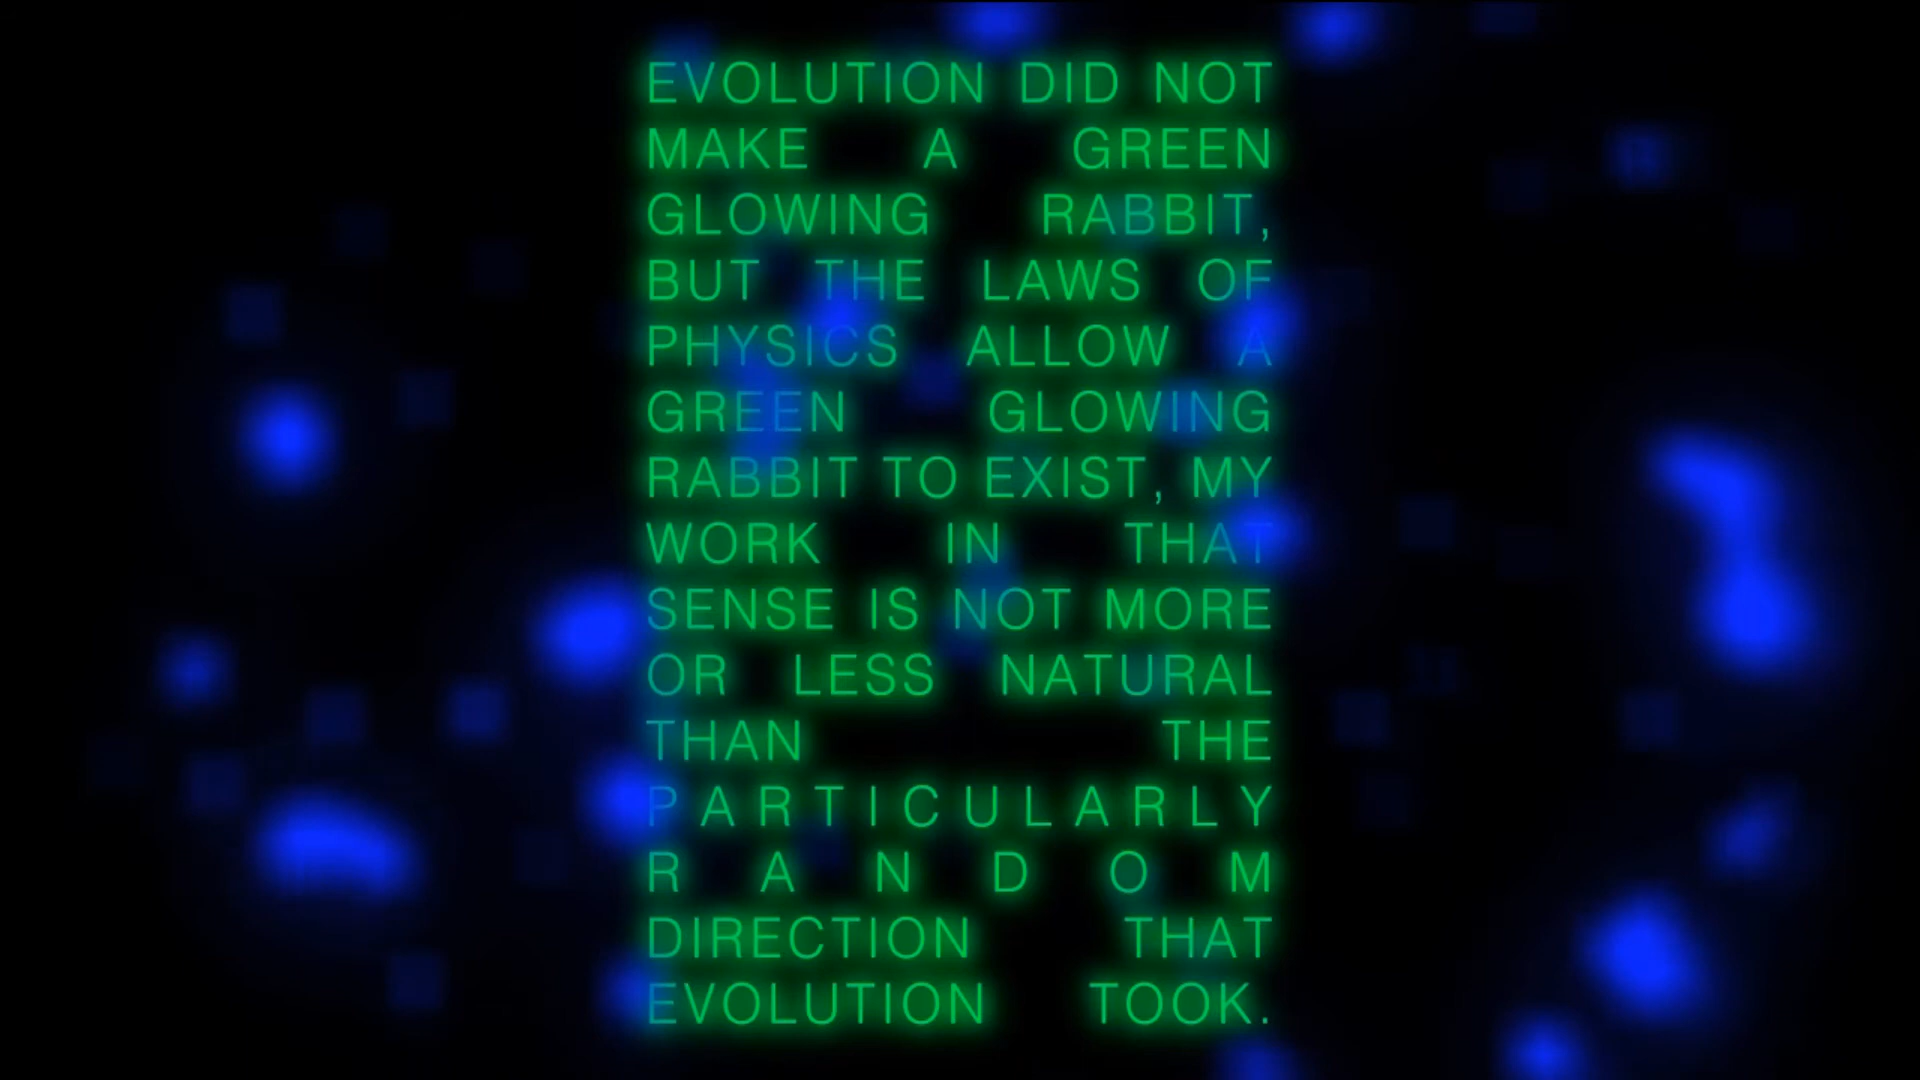 EVOLUTION DID NOT
MAKE A GREEN
GLOWING RABBIT,
BUT THE LAWS OF
PHYSICS ALLOW A
GREEN GLOWING
RABBIT TO EXIST, MY
WORK IN THAT
SENSE IS NOT MORE
OR LESS NATURAL
THAN THE
PARTICULARLY
RANDOM
DIRECTION THAT
EVOLUTION TOOK.